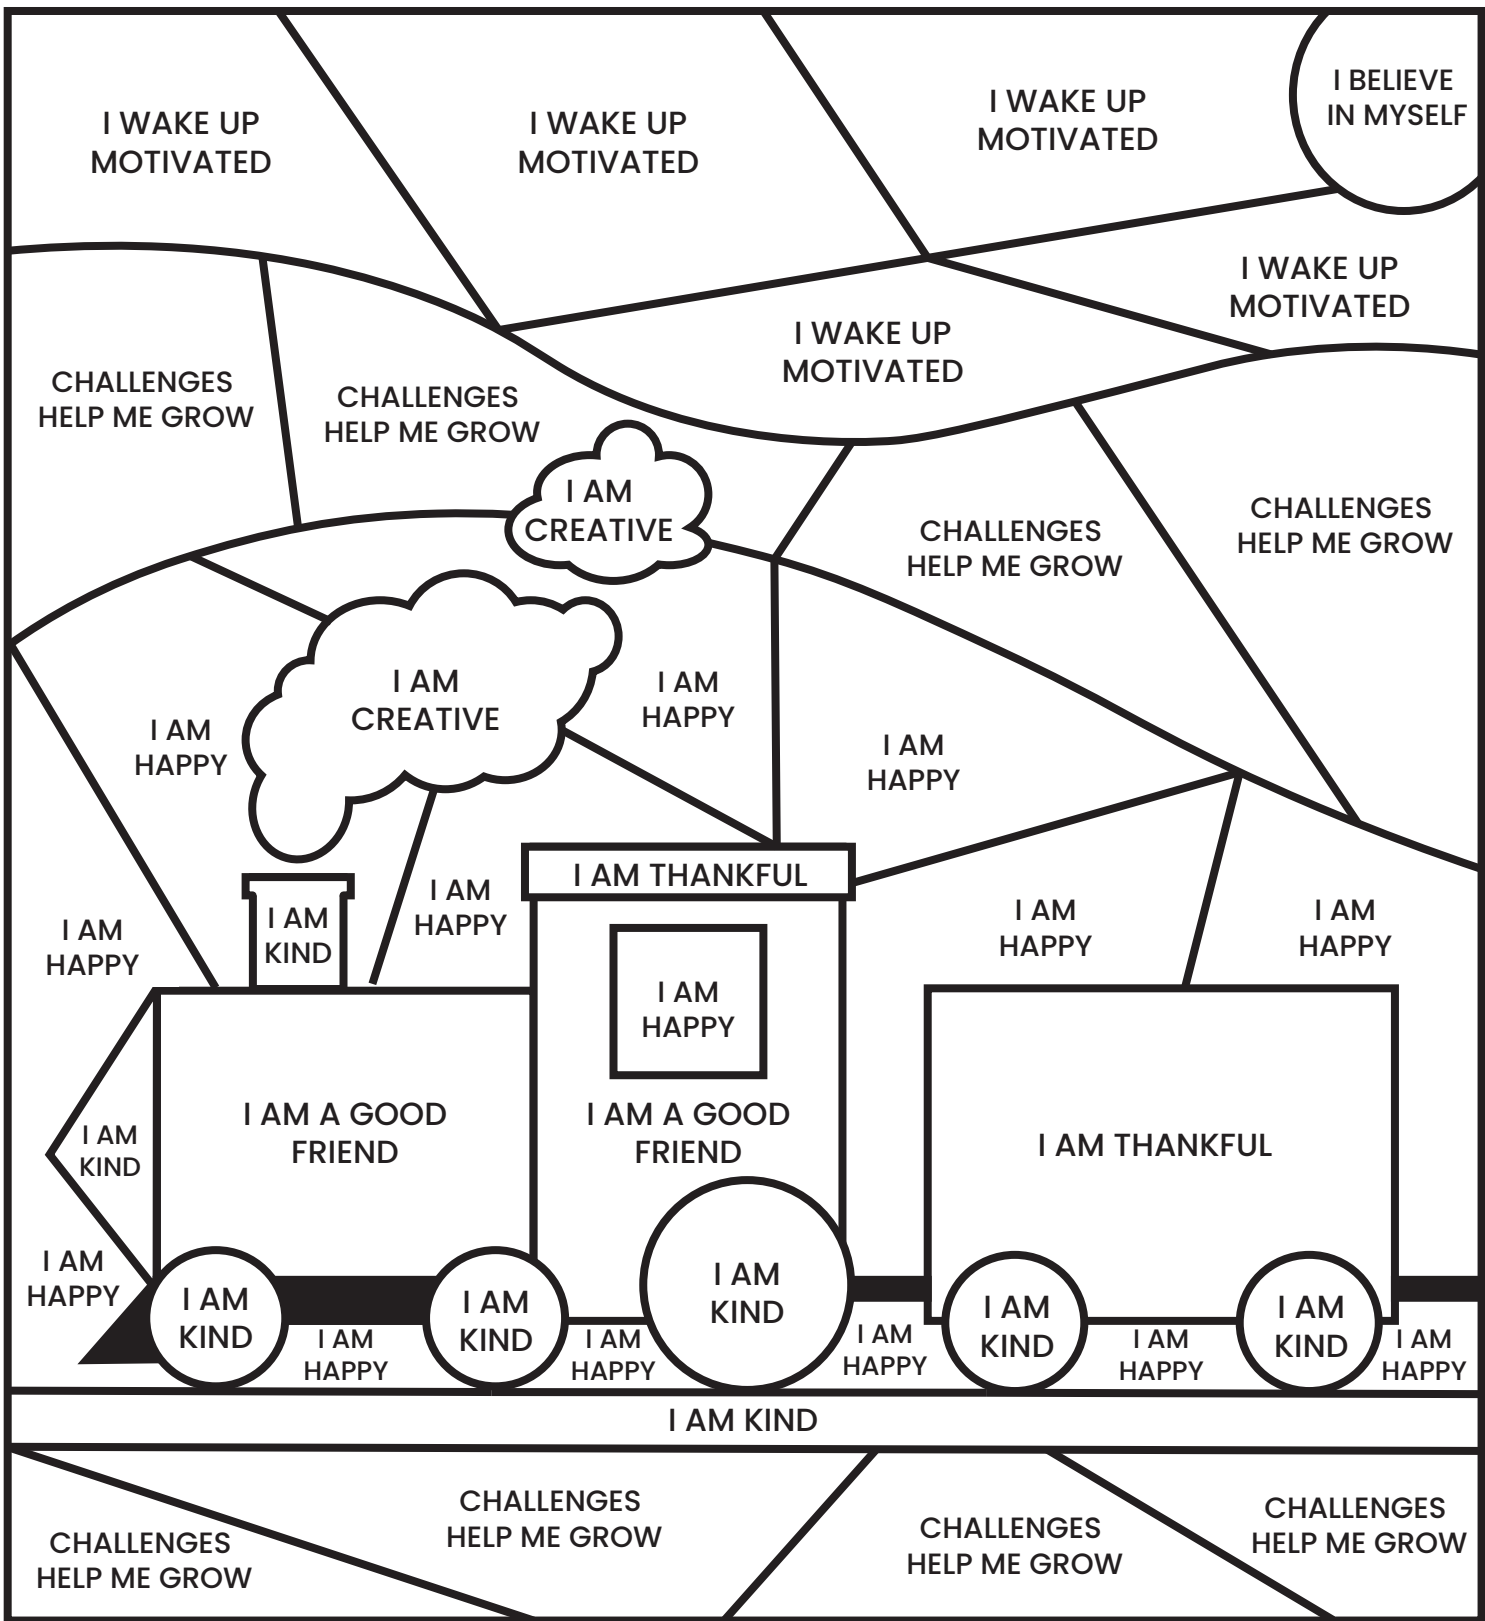 I WAKE UP
MOTIVATED
I WAKE UP
MOTIVATED
I WAKE UP
MOTIVATED
I BELIEVE
IN MYSELF
I WAKE UP
MOTIVATED
I WAKE UP
MOTIVATED
CHALLENGES
HELP ME GROW
CHALLENGES
HELP ME GROW
I AM
CREATIVE
CHALLENGES
HELP ME GROW
CHALLENGES
HELP ME GROW
I AM
HAPPY
I AM
CREATIVE
I AM
HAPPY
I AM
HAPPY
I AM
HAPPY
I AM
KIND
I AM
HAPPY
I AM THANKFUL
I AM
HAPPY
I AM
HAPPY
I AM
HAPPY
I AM
KIND
I AM A GOOD
FRIEND
I AM A GOOD
FRIEND
I AM THANKFUL
I AM
HAPPY
I AM
KIND
I AM
HAPPY
I AM
KIND
I AM
HAPPY
I AM
KIND
I AM
HAPPY
I AM
KIND
I AM
HAPPY
I AM
KIND
I AM
HAPPY
I AM KIND
CHALLENGES
HELP ME GROW
CHALLENGES
HELP ME GROW
CHALLENGES
HELP ME GROW
CHALLENGES
HELP ME GROW